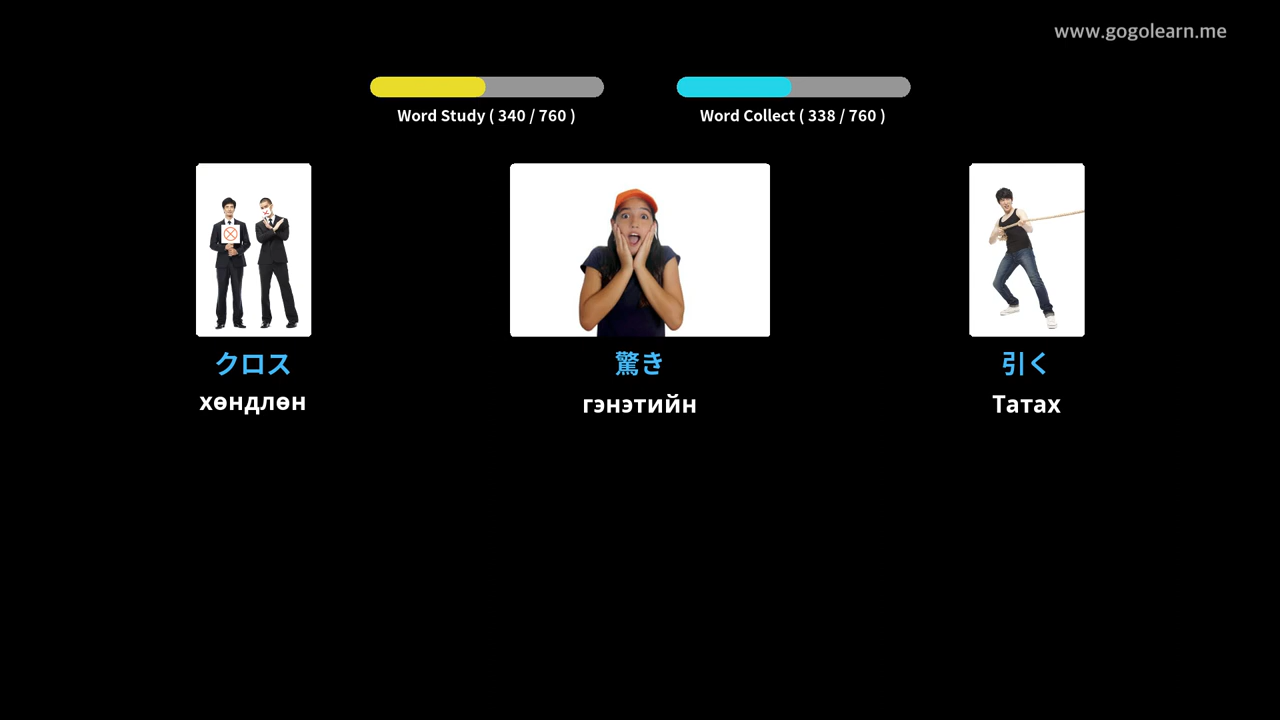 www.gogolearn.me
Word Study ( 340 / 760 )
Word Collect ( 338 / 760 )
クロス
хөндлөн
驚き
гэнэтийн
引く
Татах